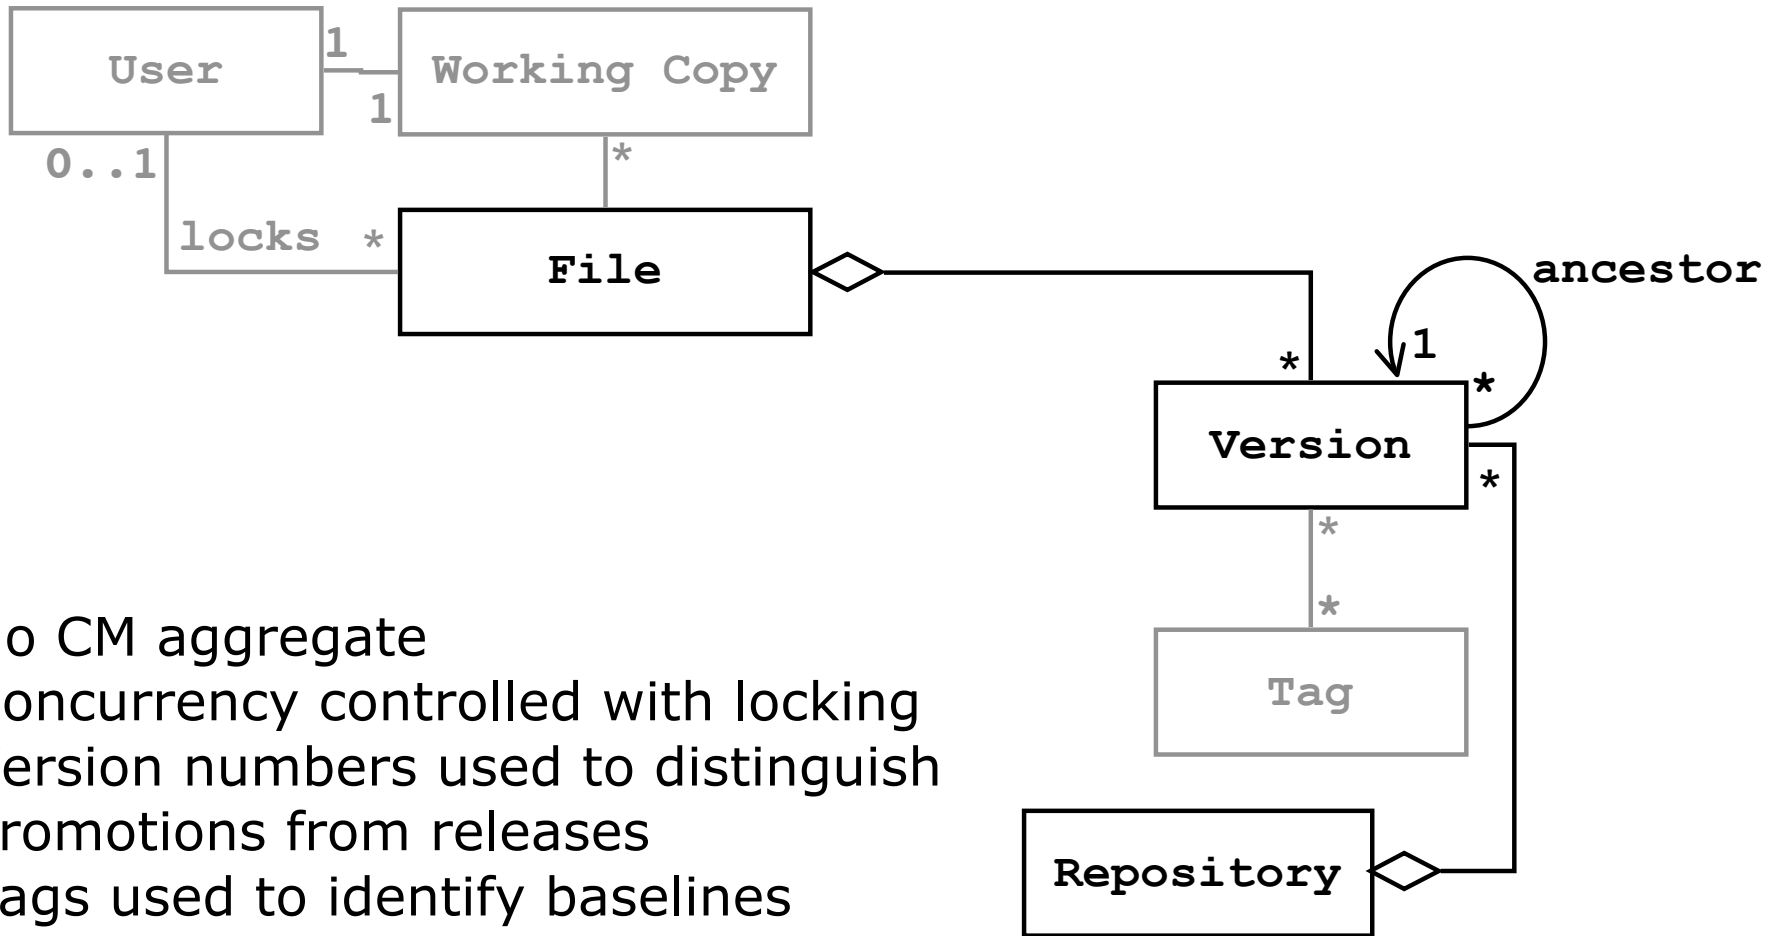 User
1
1
Working Copy
0..1
*
locks *
File
ancestor
1
*
*
Version
*
*
*
Tag
Repository
o CM aggregate
oncurrency controlled with locking
ersion numbers used to distinguish
romotions from releases
ags used to identify baselines